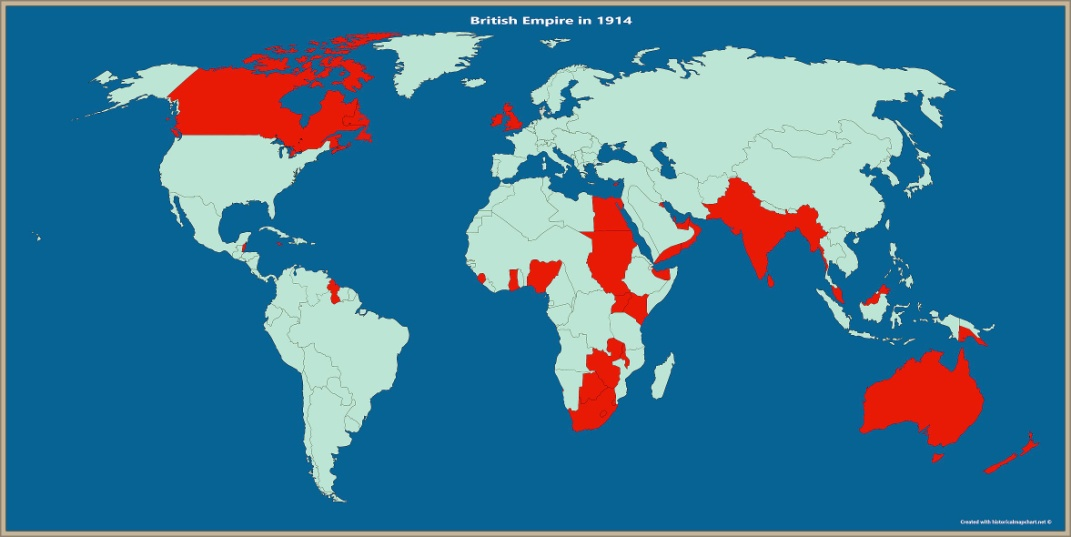 British Empire in 1914
Created with historicalmapchart.net ©